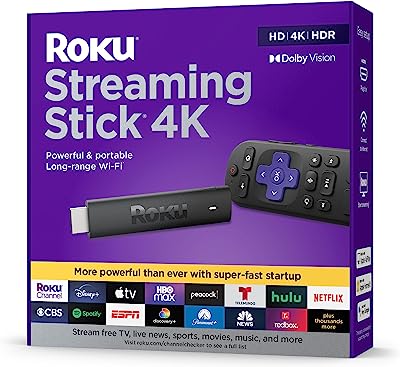 Roku
HD|4K|HDR
Dolby Vision
Streaming
Stick® 4K
Powerful & portable
Long-range Wi-Fi
OK
Roku
More powerful than ever with super-fast startup
Roku Channel
Disney+
tv
HBO max
peacock
TELEMUNDO
hulu
NETFLIX
CBS
Spotify
ESPN
discovery+
Paramount+
NEWS
redbox.
plus thousands more
Stream free TV, live news, sports, movies, music, and more
Visit roku.com/channelchecker to see a full list